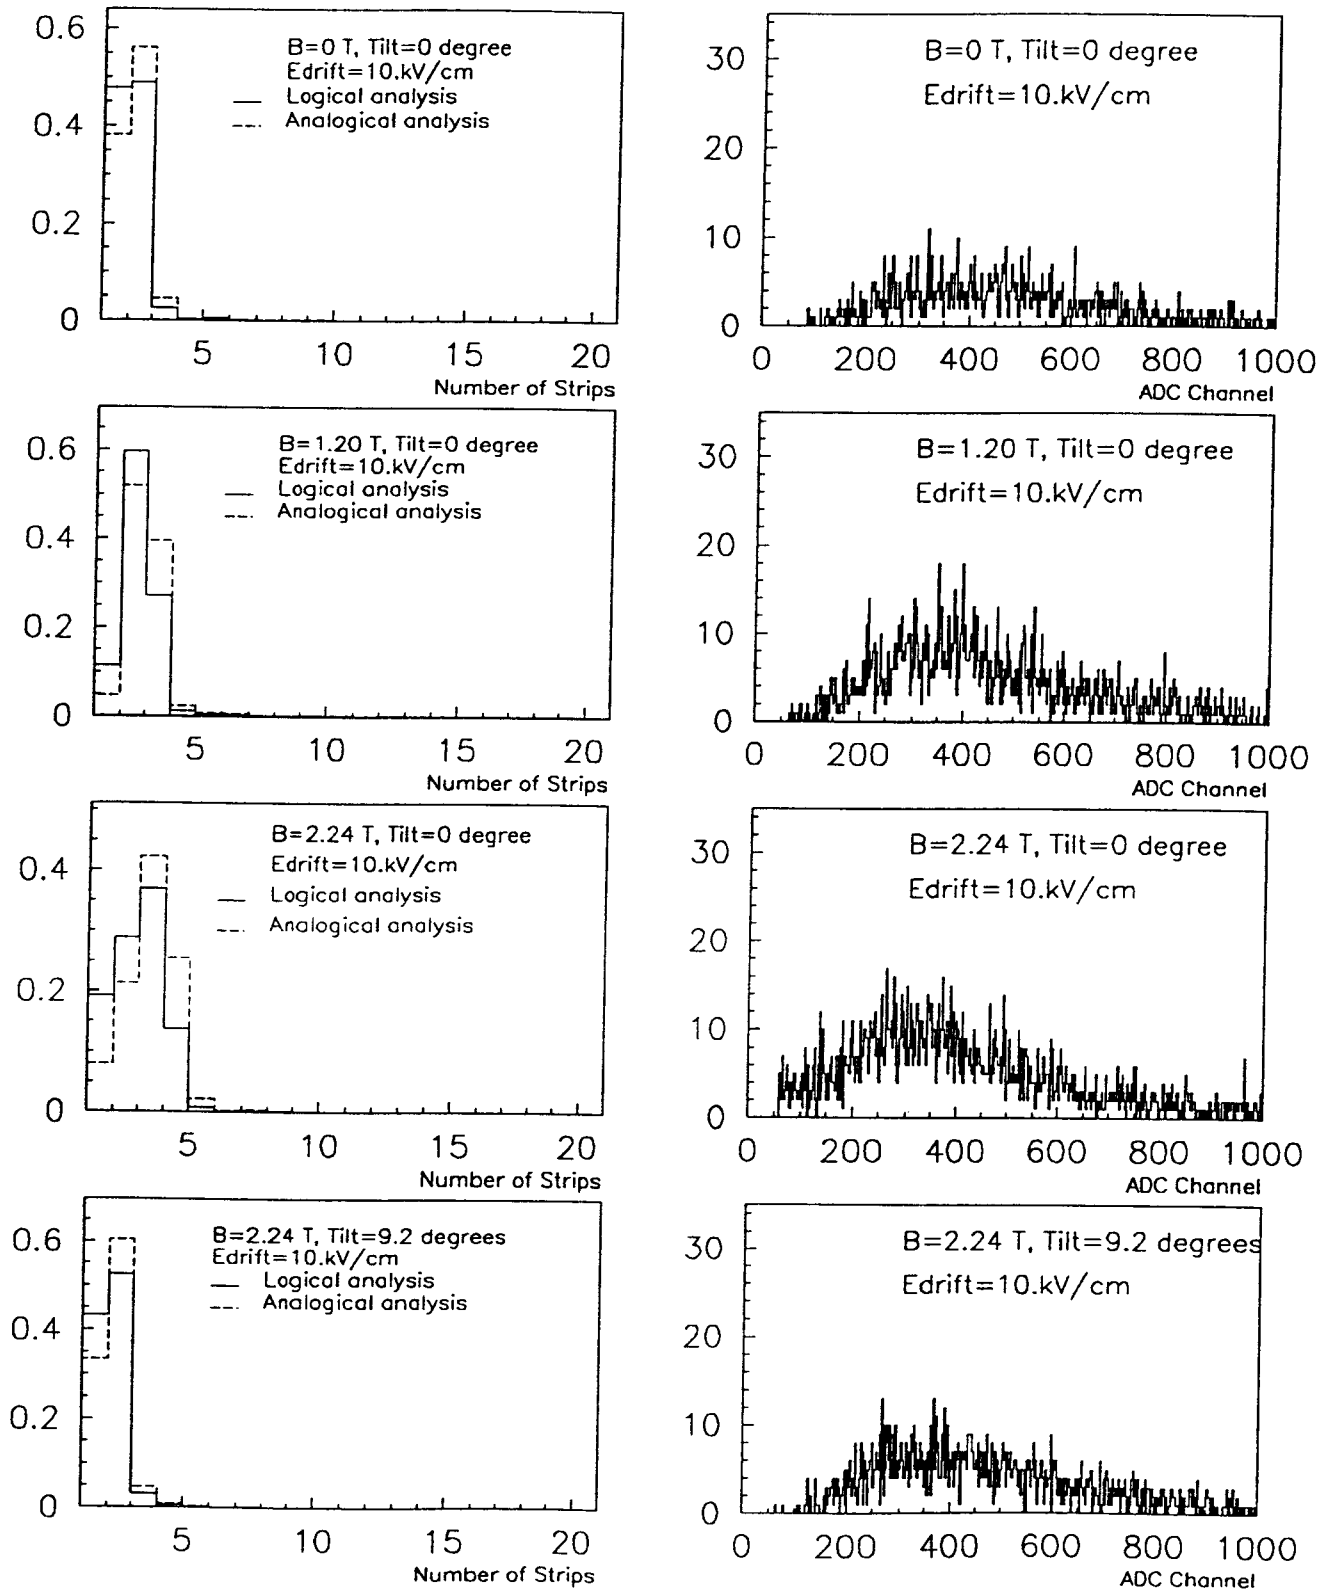 0.6
0.4
0.2
0
B=0 T, Tilt=0 degree
Edrift=10.kV/cm
Logical analysis
Analogical analysis
5 10 15 20
Number of Strips
30
20
10
0
B=0 T, Tilt=0 degree
Edrift=10.kV/cm
0 200 400 600 800 1000
ADC Channel
0.6
0.4
0.2
0
B=1.20 T, Tilt=0 degree
Edrift=10.kV/cm
Logical analysis
Analogical analysis
5 10 15 20
Number of Strips
30
20
10
0
B=1.20 T, Tilt=0 degree
Edrift=10.kV/cm
0 200 400 600 800 1000
ADC Channel
0.4
0.2
0
B=2.24 T, Tilt=0 degree
Edrift=10.kV/cm
Logical analysis
Analogical analysis
5 10 15 20
Number of Strips
30
20
10
0
B=2.24 T, Tilt=0 degree
Edrift=10.kV/cm
0 200 400 600 800 1000
ADC Channel
0.6
0.4
0.2
0
B=2.24 T, Tilt=9.2 degrees
Edrift=10.kV/cm
Logical analysis
Analogical analysis
5 10 15 20
Number of Strips
30
20
10
0
B=2.24 T, Tilt=9.2 degrees
Edrift=10.kV/cm
0 200 400 600 800 1000
ADC Channel